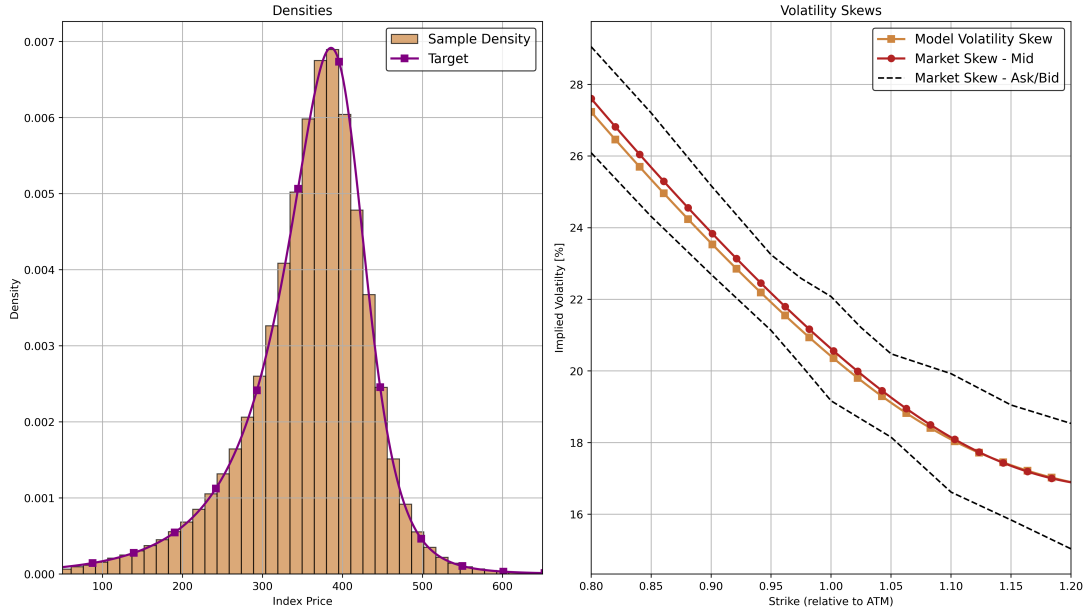 Densities
Sample Density
Target
0.007
0.006
0.005
0.004
0.003
0.002
0.001
0.000
100
200
300
400
500
600
Index Price
Density
Volatility Skews
Model Volatility Skew
Market Skew - Mid
Market Skew - Ask/Bid
28
26
24
22
20
18
16
0.80
0.85
0.90
0.95
1.00
1.05
1.10
1.15
1.20
Strike (relative to ATM)
Implied Volatilty [%]